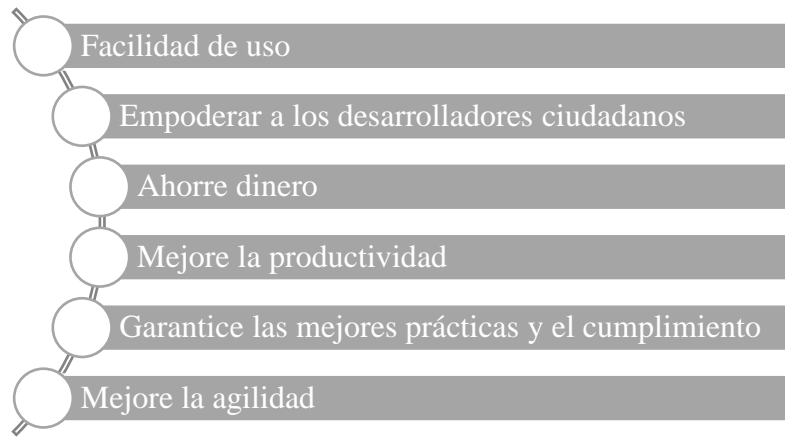 Facilidad de uso
Empoderar a los desarrolladores ciudadanos
Ahorre dinero
Mejore la productividad
Garantice las mejores prácticas y el cumplimiento
Mejore la agilidad